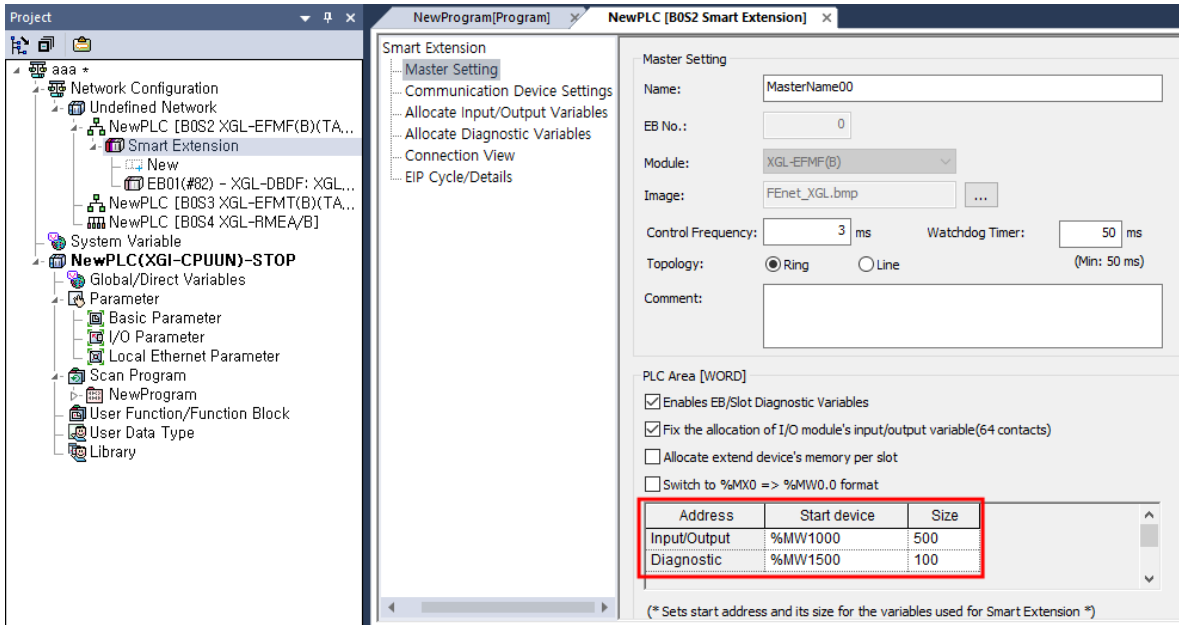 Project
aaa *
Network Configuration
Undefined Network
NewPLC [B0S2 XGL-EFMF(B)(TA...
Smart Extension
New
EB01(#82) - XGL-DBDF: XGL...
NewPLC [B0S3 XGL-EFMT(B)(TA...
NewPLC [B0S4 XGL-RMEA/B]
System Variable
NewPLC(XGI-CPUUN)-STOP
Global/Direct Variables
Parameter
Basic Parameter
I/O Parameter
Local Ethernet Parameter
Scan Program
NewProgram
User Function/Function Block
User Data Type
Library
NewProgram[Program] NewPLC [B0S2 Smart Extension]
Smart Extension
Master Setting
Communication Device Settings
Allocate Input/Output Variables
Allocate Diagnostic Variables
Connection View
EIP Cycle/Details
Master Setting
Name: MasterName00
EB No.: 0
Module: XGL-EFMF(B)
Image: FEnet_XGL.bmp ...
Control Frequency: 3 ms Watchdog Timer: 50 ms
Topology: Ring Line (Min: 50 ms)
Comment:
PLC Area [WORD]
Enables EB/Slot Diagnostic Variables
Fix the allocation of I/O module's input/output variable(64 contacts)
Allocate extend device's memory per slot
Switch to %MX0 => %MW0.0 format
Address Start device Size
Input/Output %MW1000 500
Diagnostic %MW1500 100
(* Sets start address and its size for the variables used for Smart Extension *)